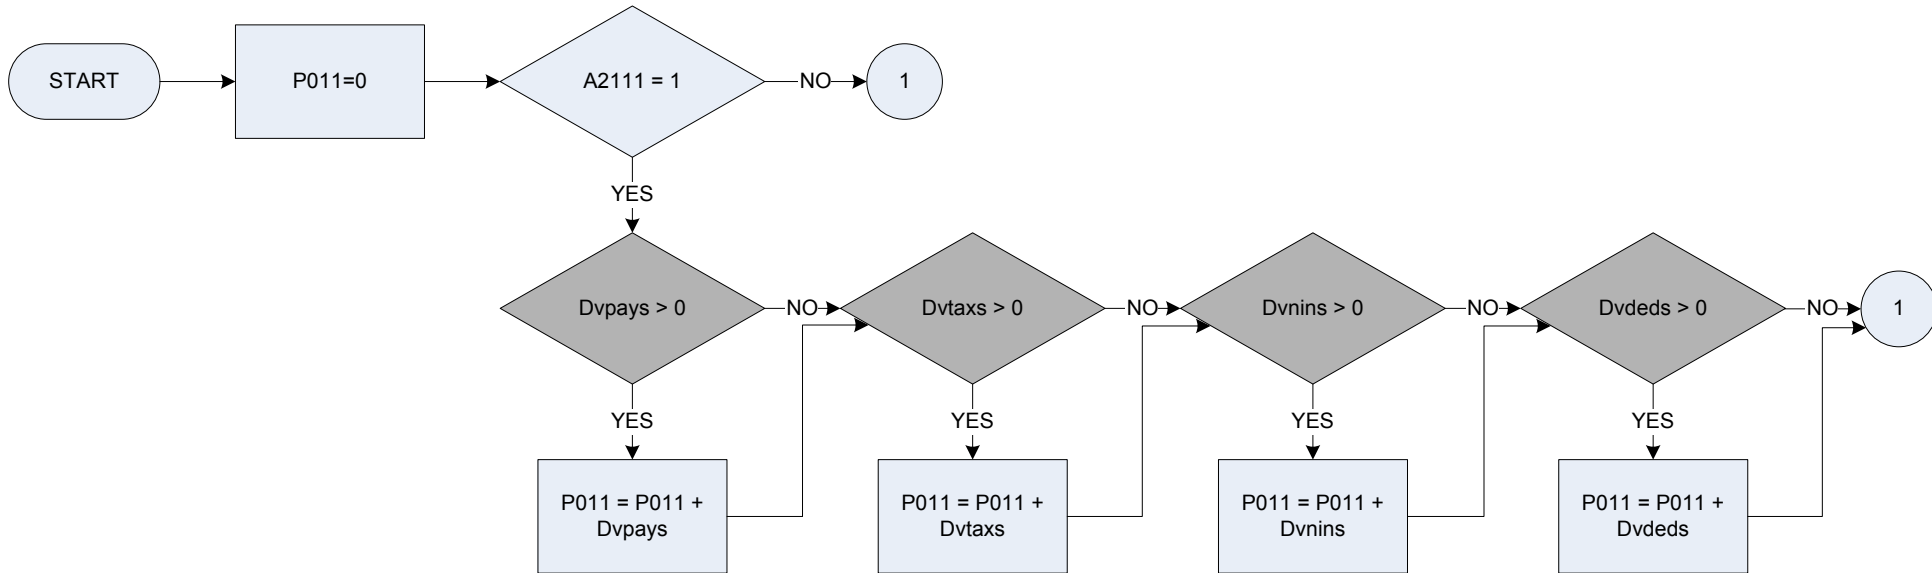 START
P011=0
A2111 = 1
NO
1
YES
Dvpays > 0
NO
Dvtaxs > 0
NO
Dvnins > 0
NO
Dvdeds > 0
NO
1
YES
YES
YES
YES
P011 = P011 +
Dvpays
P011 = P011 +
Dvtaxs
P011 = P011 +
Dvnins
P011 = P011 +
Dvdeds